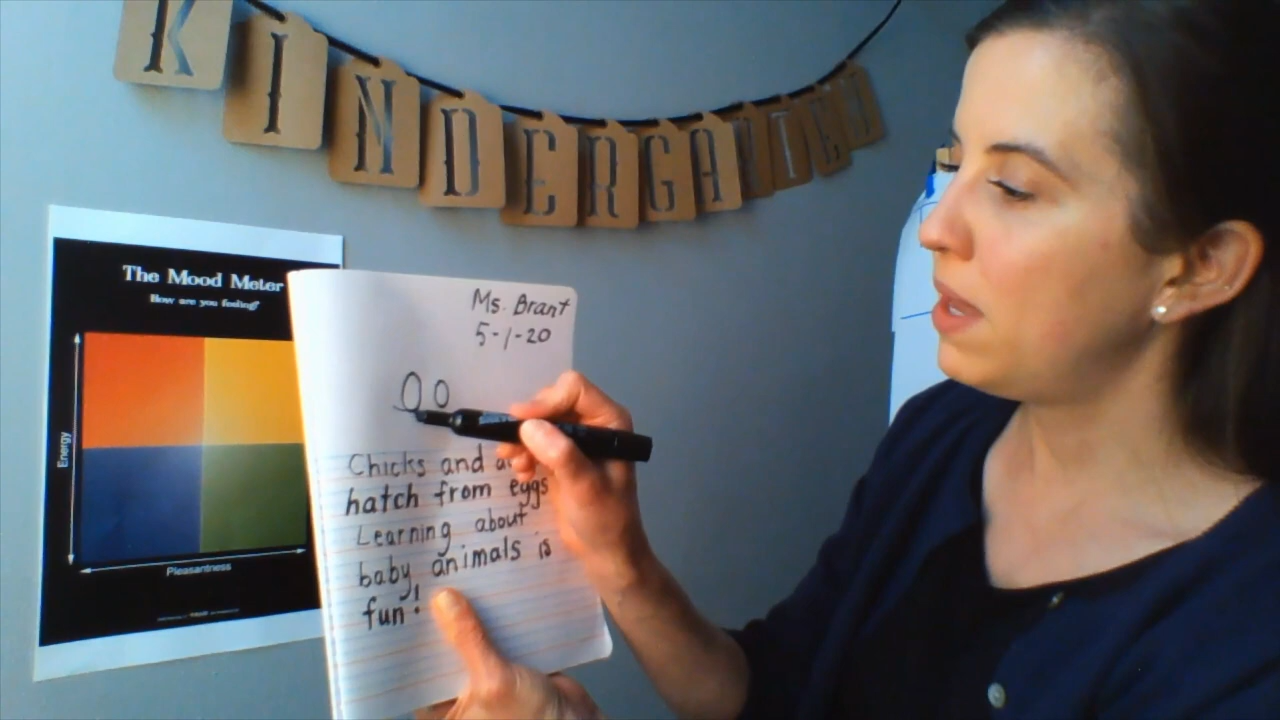 KINDERGARTEN
The Mood Meter
How are you feeling?
Energy
Pleasantness
Ms. Brant
5-1-20
Chicks and
hatch from eggs
Learning about
baby animals is
fun!